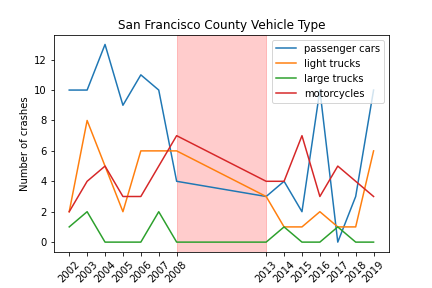 San Francisco County Vehicle Type
Number of crashes
12
10
8
6
4
2
0
passenger cars
light trucks
large trucks
motorcycles
2002 2003 2004 2005 2006 2007 2008 2013 2014 2015 2016 2017 2018 2019